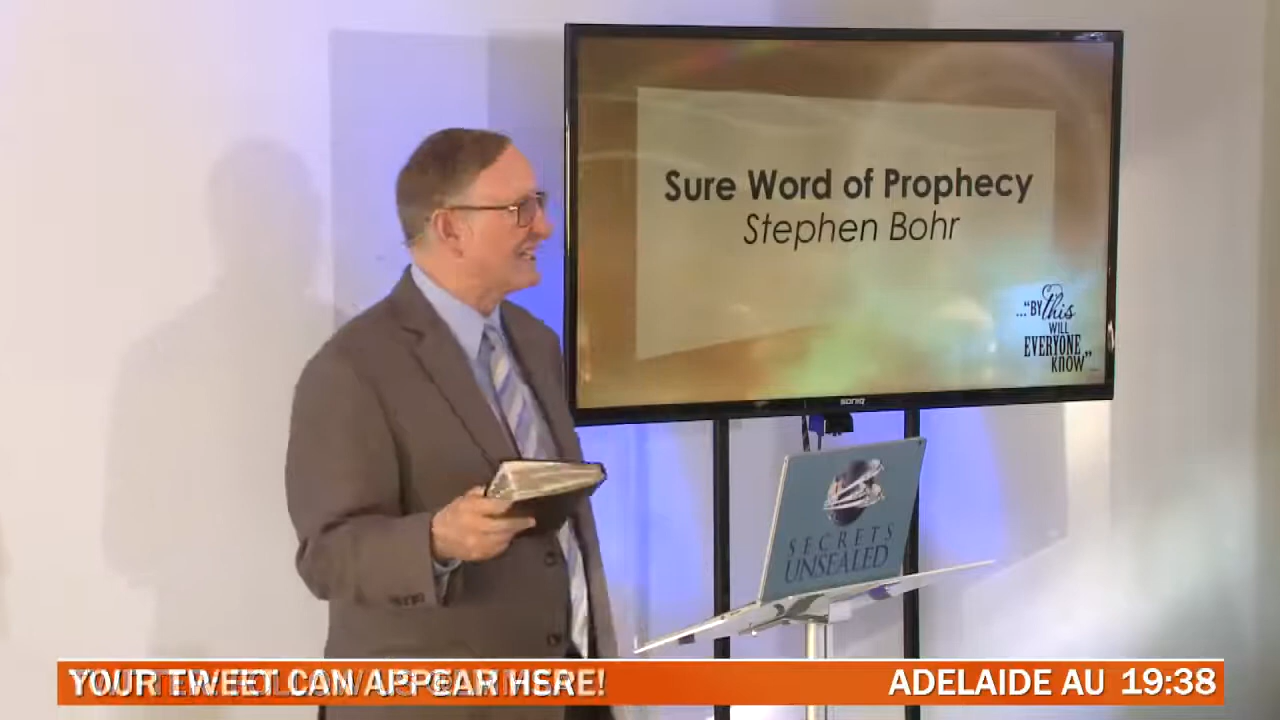 Sure Word of Prophecy
Stephen Bohr
..."BY this
WILL
EVERYONE
KNOW"
soniq
SECRETS
UNSEALED
YOUR TWEET CAN APPEAR HERE!
ADELAIDE AU 19:38